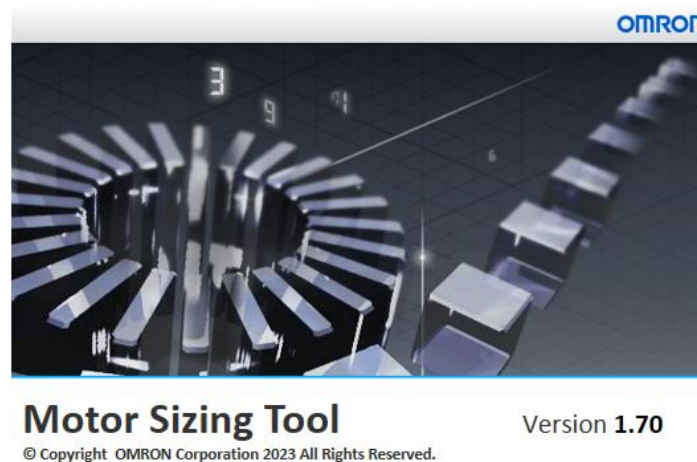 OMRON
Motor Sizing Tool
Version 1.70
© Copyright OMRON Corporation 2023 All Rights Reserved.